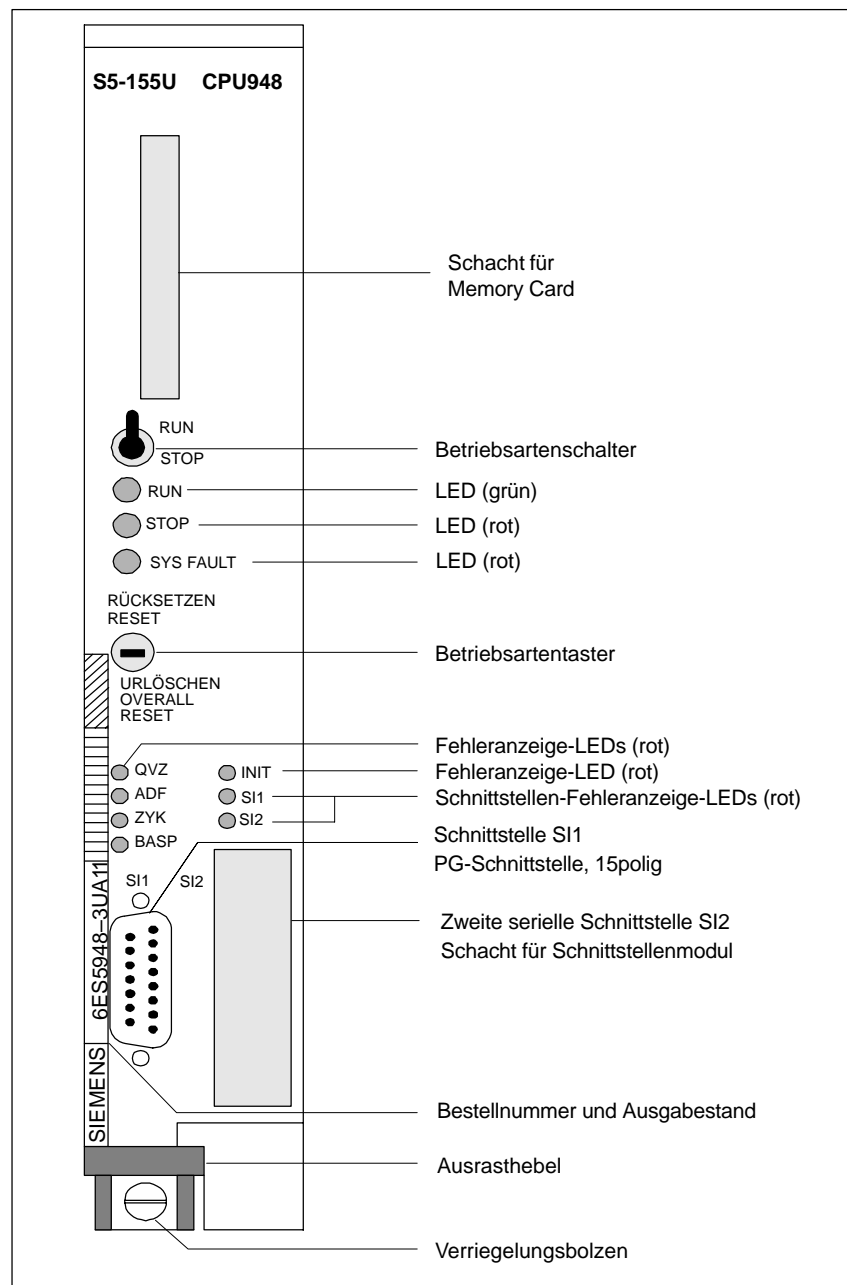 S5-155U CPU948
Schacht für
Memory Card
RUN
STOP
Betriebsartenschalter
RUN
LED (grün)
STOP
LED (rot)
SYS FAULT
LED (rot)
RÜCKSETZEN
RESET
Betriebsartentaster
URLÖSCHEN
OVERALL
RESET
Fehleranzeige-LEDs (rot)
QVZ
INIT
Fehleranzeige-LED (rot)
ADF
SI1
Schnittstellen-Fehleranzeige-LEDs (rot)
ZYK
SI2
BASP
Schnittstelle SI1
PG-Schnittstelle, 15polig
SI1
SI2
6ES5948–3UA11
Zweite serielle Schnittstelle SI2
Schacht für Schnittstellenmodul
SIEMENS
Bestellnummer und Ausgabestand
Ausrasthebel
Verriegelungsbolzen